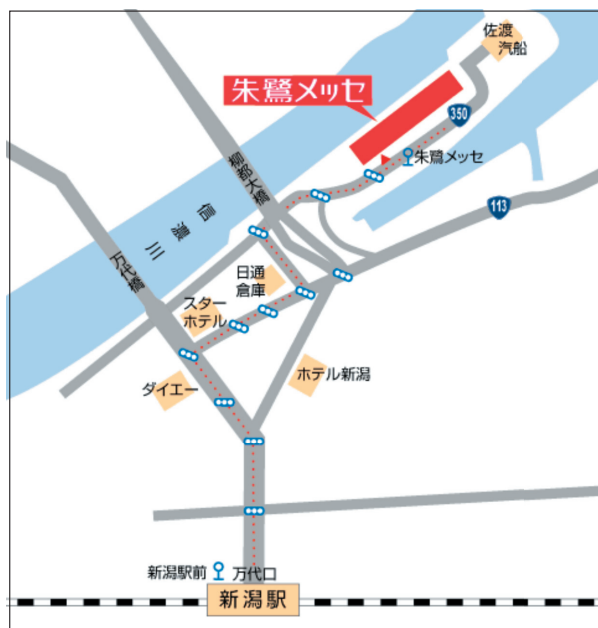 佐渡
汽船
朱鷺メッセ
350
朱鷺メッセ
柳都大橋
113
信濃三
万代橋
日通
倉庫
スター
ホテル
ホテル新潟
ダイエー
新潟駅前
万代口
新潟駅